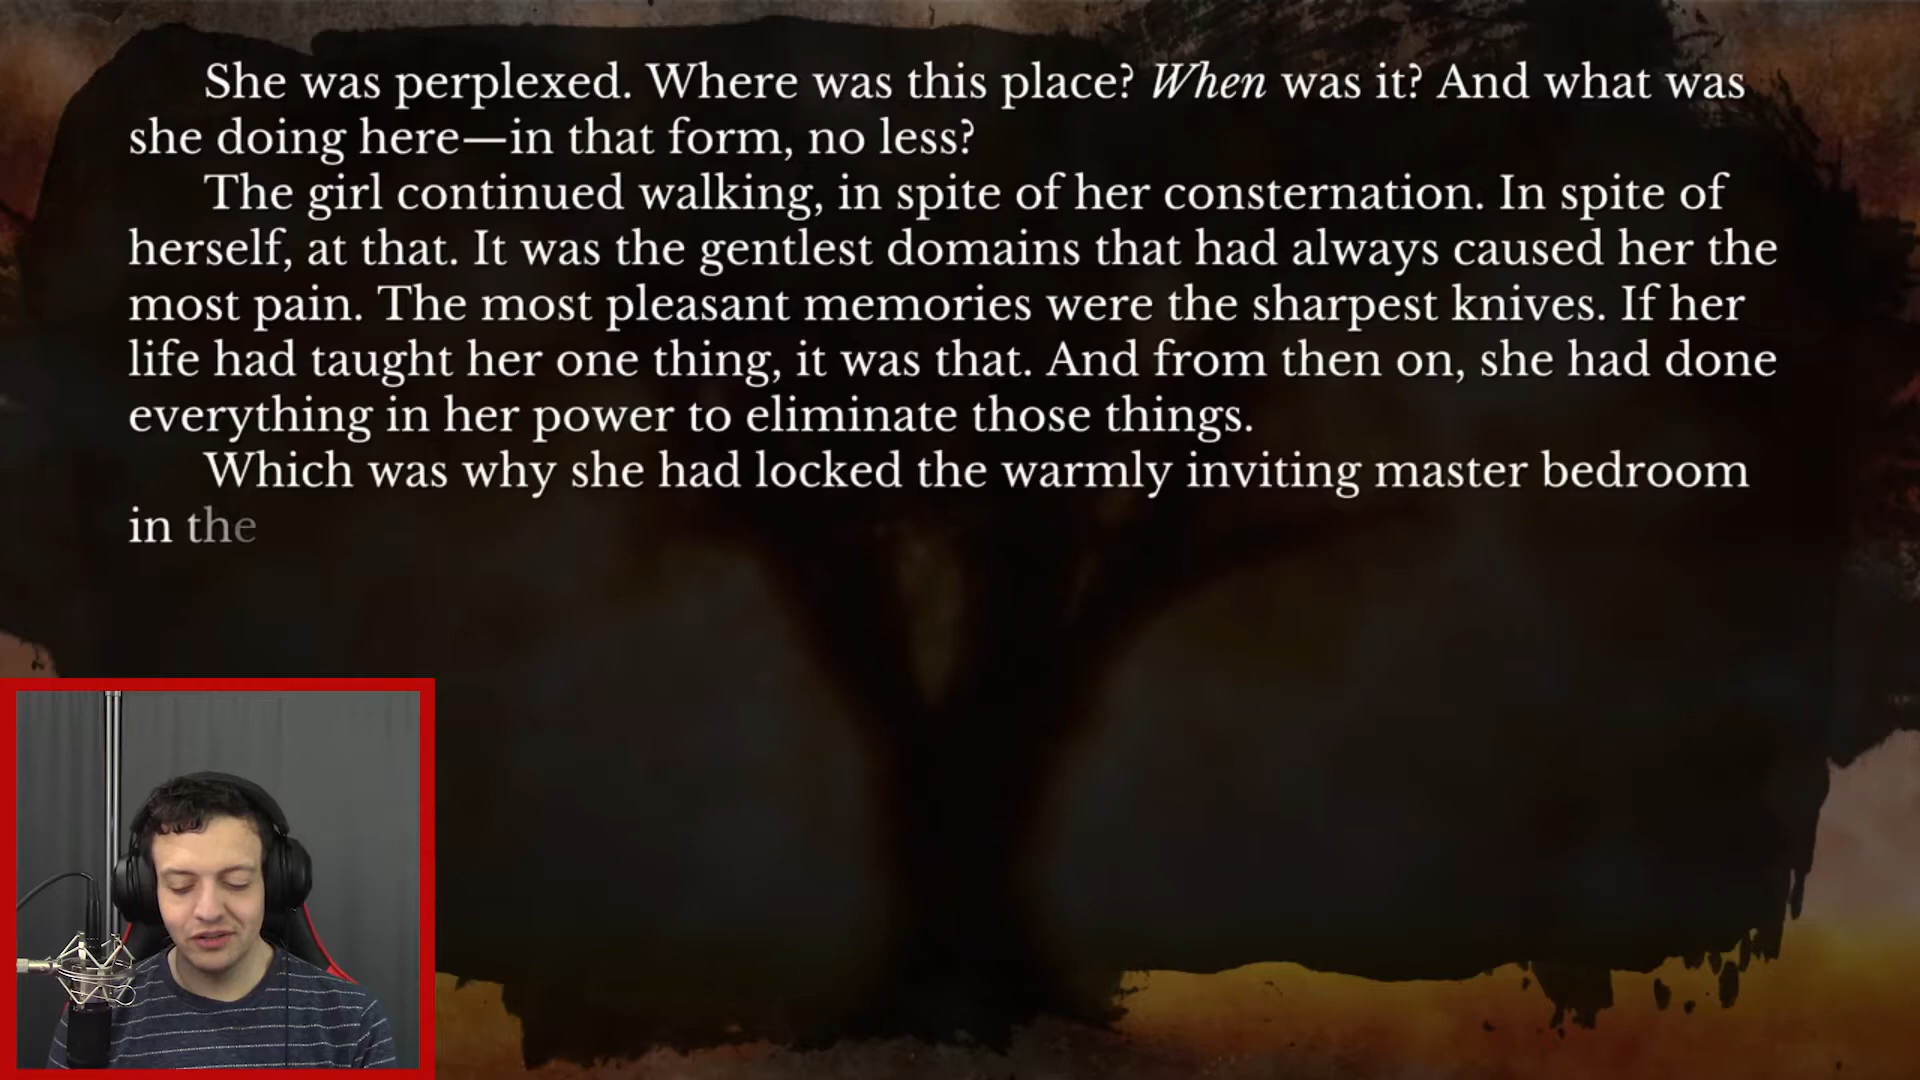 She was perplexed. Where was this place? When was it? And what was
she doing here—in that form, no less?
The girl continued walking, in spite of her consternation. In spite of
herself, at that. It was the gentlest domains that had always caused her the
most pain. The most pleasant memories were the sharpest knives. If her
life had taught her one thing, it was that. And from then on, she had done
everything in her power to eliminate those things.
Which was why she had locked the warmly inviting master bedroom
in the